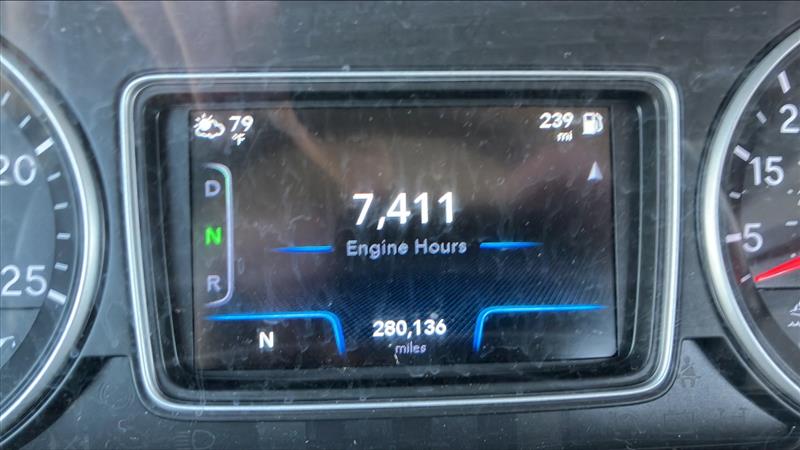 79 °F
239 mi
D
N
R
7,411
Engine Hours
N
280,136
miles
20
25
15
5